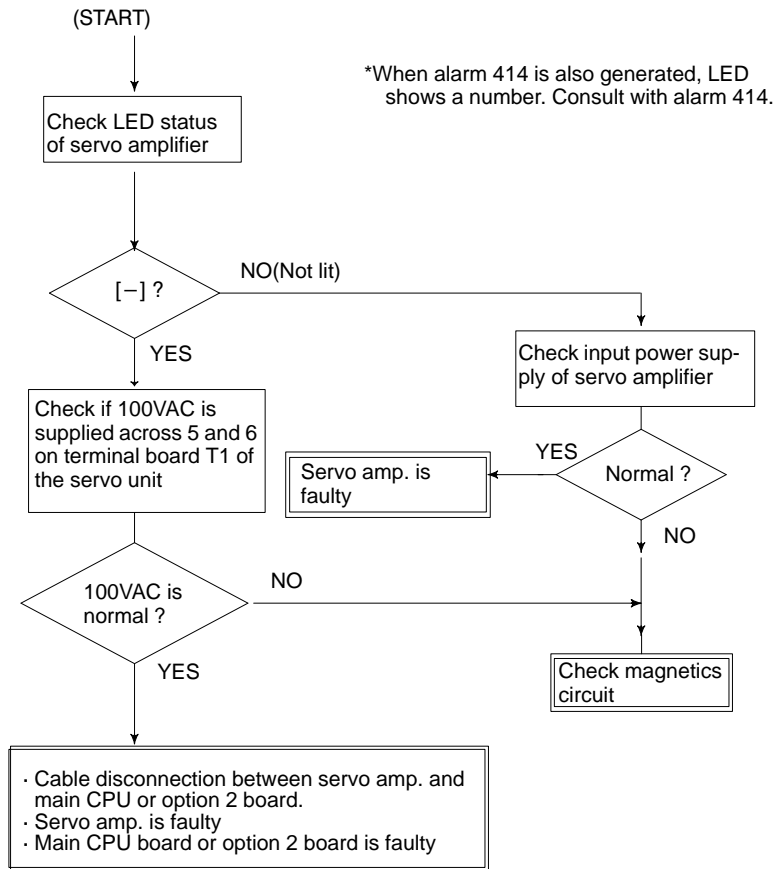 (START)
*When alarm 414 is also generated, LED
shows a number. Consult with alarm 414.
Check LED status
of servo amplifier
[−] ?
NO(Not lit)
YES
Check input power sup-
ply of servo amplifier
Check if 100VAC is
supplied across 5 and 6
on terminal board T1 of
the servo unit
Servo amp. is
faulty
YES
Normal ?
NO
100VAC is
normal ?
NO
YES
Check magnetics
circuit
· Cable disconnection between servo amp. and
main CPU or option 2 board.
· Servo amp. is faulty
· Main CPU board or option 2 board is faulty